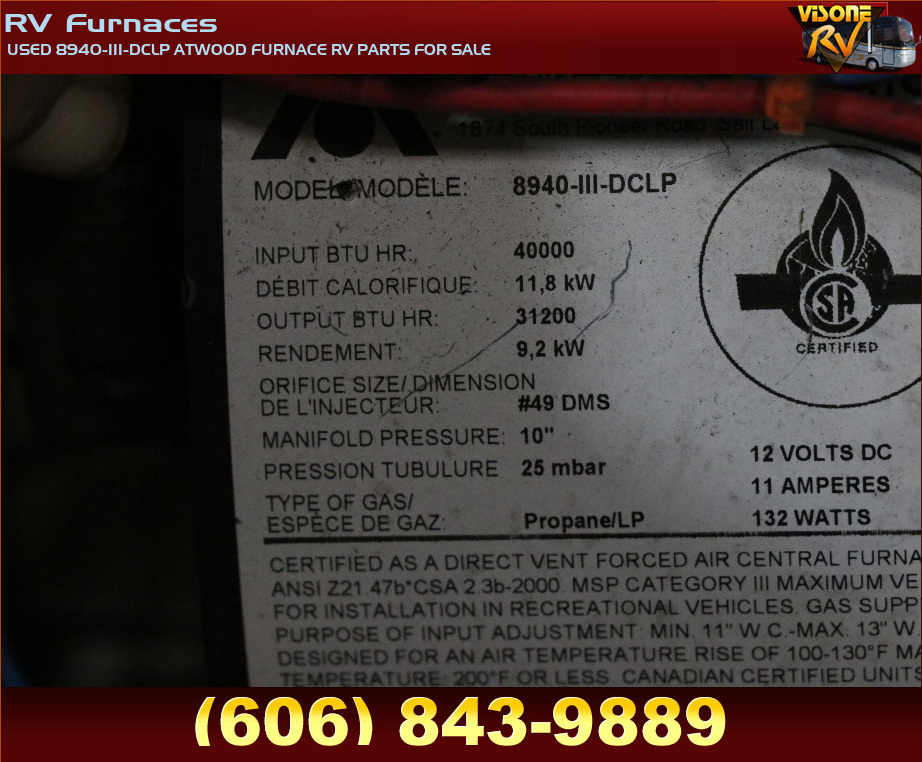 RV Furnaces
USED 8940-III-DCLP ATWOOD FURNACE RV PARTS FOR SALE
VISONE
RV
1874 South Pioneer Road Salt
MODEL MODÈLE: 8940-III-DCLP
INPUT BTU HR: 40000
DÉBIT CALORIFIQUE: 11,8 kW
OUTPUT BTU HR: 31200
RENDEMENT: 9,2 kW
ORIFICE SIZE/ DIMENSION
DE L'INJECTEUR: #49 DMS
MANIFOLD PRESSURE: 10"
PRESSION TUBULURE 25 mbar
TYPE OF GAS/
ESPÈCE DE GAZ: Propane/LP
CSA
CERTIFIED
12 VOLTS DC
11 AMPERES
132 WATTS
CERTIFIED AS A DIRECT VENT FORCED AIR CENTRAL FURNA
ANSI Z21.47b*CSA 2.3b-2000. MSP CATEGORY III MAXIMUM VE
FOR INSTALLATION IN RECREATIONAL VEHICLES. GAS SUPP
PURPOSE OF INPUT ADJUSTMENT: MIN. 11" W.C.-MAX. 13" W.
DESIGNED FOR AN AIR TEMPERATURE RISE OF 100-130°F MA
TEMPERATURE: 200°F OR LESS. CANADIAN CERTIFIED UNITS
(606) 843-9889